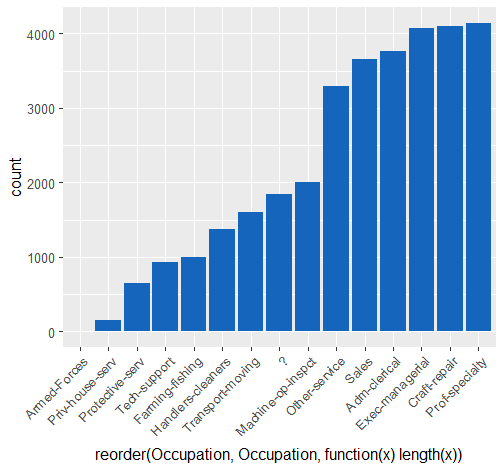 4000
3000
2000
1000
0
count
Armed-Forces
Priv-house-serv
Protective-serv
Tech-support
Farming-fishing
Handlers-cleaners
Transport-moving
?
Machine-op-inspct
Other-service
Sales
Adm-clerical
Exec-managerial
Craft-repair
Prof-specialty
reorder(Occupation, Occupation, function(x) length(x))